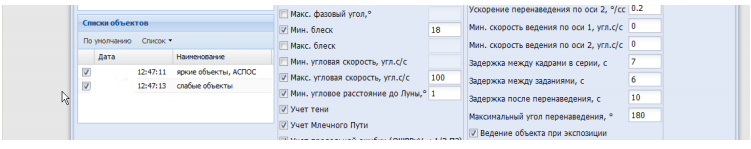 Списки объектов
По умолчанию Список
Дата Наименование
12:47:11 яркие объекты, АСПОС
12:47:13 слабые объекты
Макс. фазовый угол,°
Мин. блеск 18
Макс. блеск
Мин. угловая скорость, угл.с/с
Макс. угловая скорость, угл.с/с 100
Мин. угловое расстояние до Луны,° 1
Учет тени
Учет Млечного Пути
Ускорение перенаведения по оси 2, °/сс 0.2
Мин. скорость ведения по оси 1, угл.с/с 0
Мин. скорость ведения по оси 2, угл.с/с 0
Задержка между кадрами в серии, с 7
Задержка между заданиями, с 6
Задержка после перенаведения, с 10
Максимальный угол перенаведения, ° 180
Ведение объекта при экспозиции